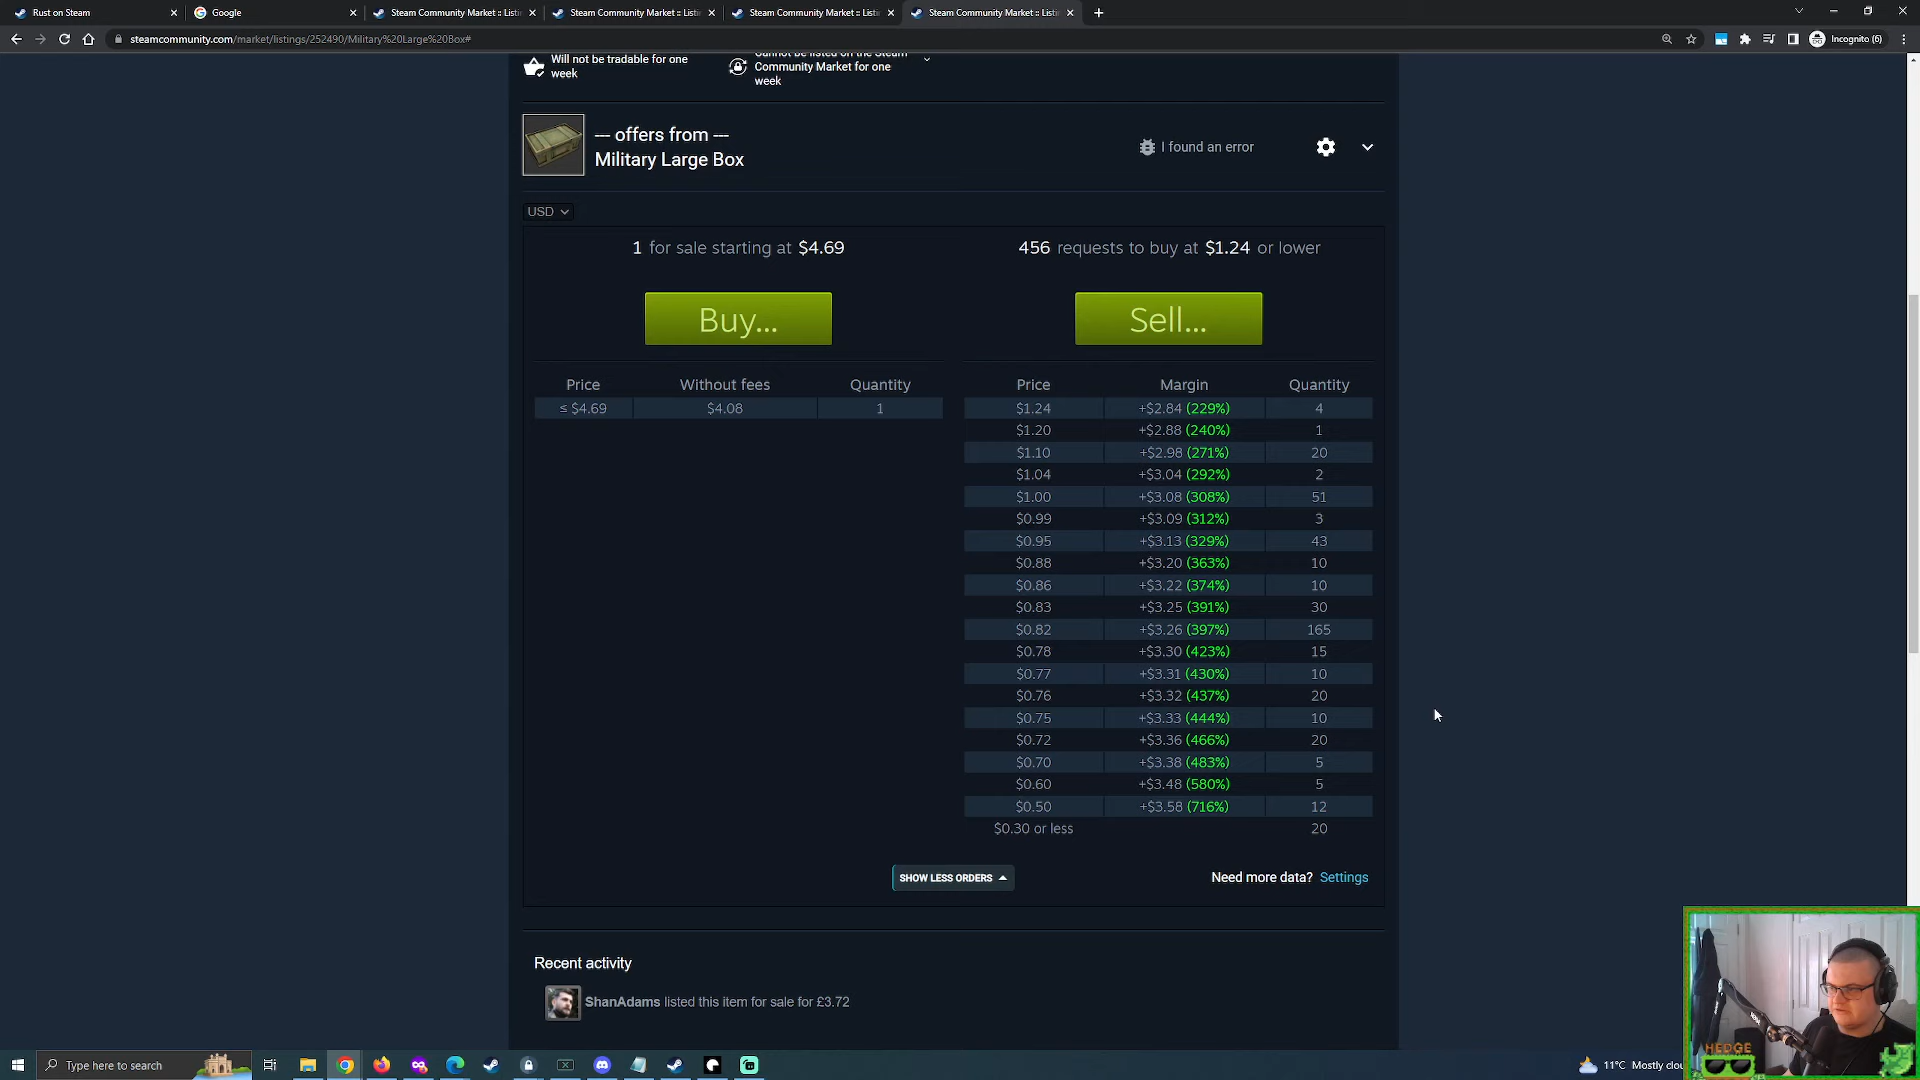 Rust on Steam
Google
Steam Community Market :: Listi
Steam Community Market :: Listi
Steam Community Market :: Listi
Steam Community Market :: Listi
steamcommunity.com/market/listings/252490/Military%20Large%20Box#
Incognito (6)
Will not be tradable for one
week
Cannot be listed on the Steam
Community Market for one
week
--- offers from ---
Military Large Box
I found an error
USD
1 for sale starting at $4.69
456 requests to buy at $1.24 or lower
Buy...
Sell...
Price Without fees Quantity
≤ $4.69 $4.08 1
Price Margin Quantity
$1.24 +$2.84 (229%) 4
$1.20 +$2.88 (240%) 1
$1.10 +$2.98 (271%) 20
$1.04 +$3.04 (292%) 2
$1.00 +$3.08 (308%) 51
$0.99 +$3.09 (312%) 3
$0.95 +$3.13 (329%) 43
$0.88 +$3.20 (363%) 10
$0.86 +$3.22 (374%) 10
$0.83 +$3.25 (391%) 30
$0.82 +$3.26 (397%) 165
$0.78 +$3.30 (423%) 15
$0.77 +$3.31 (430%) 10
$0.76 +$3.32 (437%) 20
$0.75 +$3.33 (444%) 10
$0.72 +$3.36 (466%) 20
$0.70 +$3.38 (483%) 5
$0.60 +$3.48 (580%) 5
$0.50 +$3.58 (716%) 12
$0.30 or less 20
SHOW LESS ORDERS
Need more data? Settings
Recent activity
ShanAdams listed this item for sale for £3.72
Type here to search
11°C Mostly clou
HEDGE